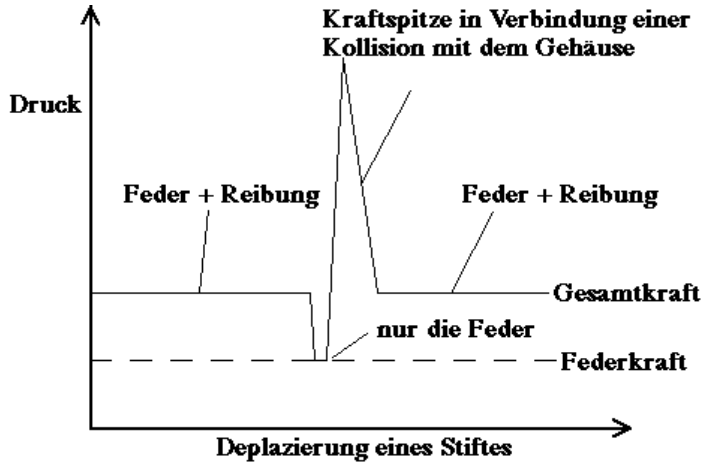 Kraftspitze in Verbindung einer
Kollision mit dem Gehäuse
Druck
Feder + Reibung
Feder + Reibung
Gesamtkraft
nur die Feder
Federkraft
Deplazierung eines Stiftes